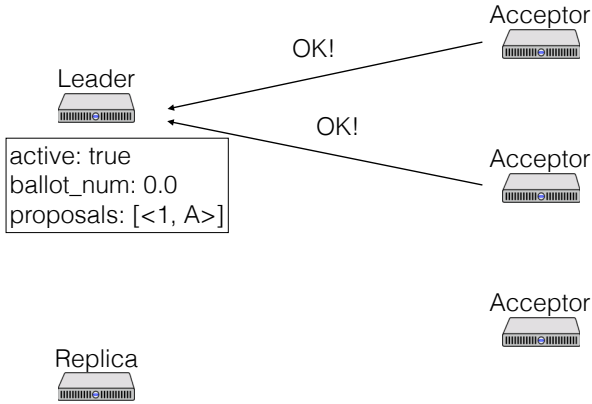 Acceptor
OK!
Leader
OK!
active: true
ballot_num: 0.0
proposals: [<1, A>]
Acceptor
Acceptor
Replica